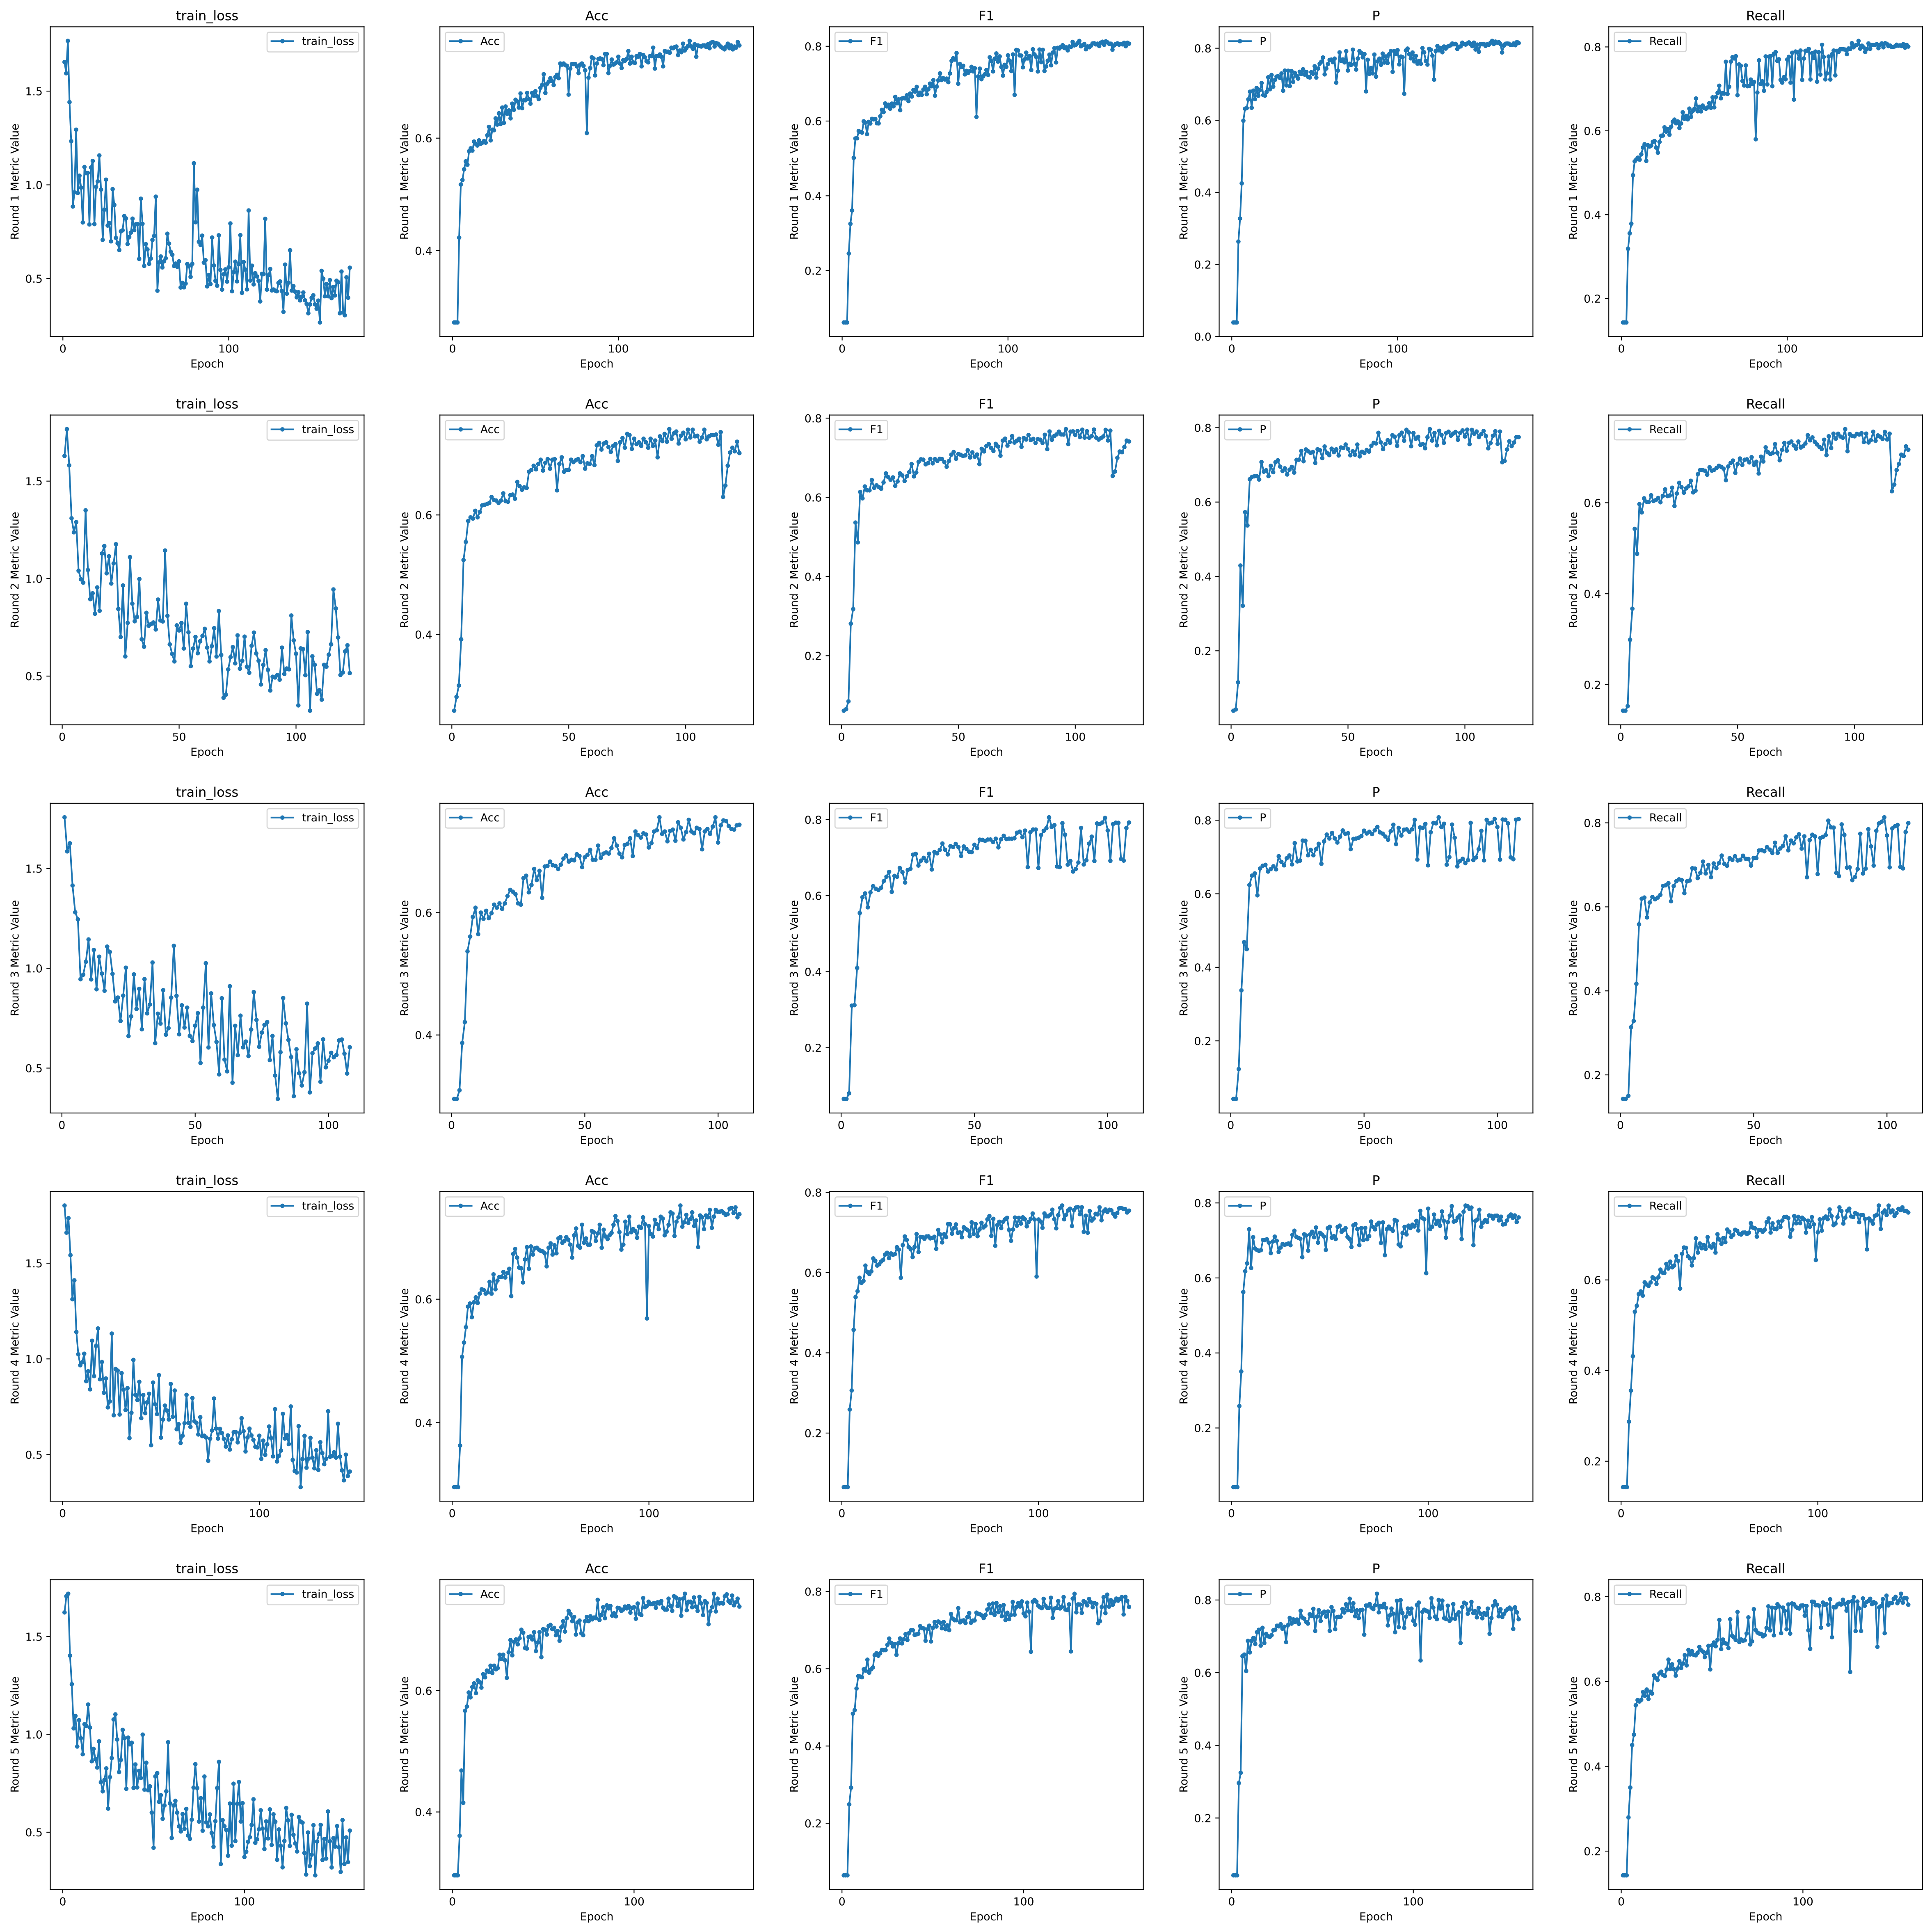 train_loss Acc F1 P Recall
train_loss Acc F1 P Recall
Round 1 Metric Value Round 1 Metric Value Round 1 Metric Value Round 1 Metric Value Round 1 Metric Value
1.5 1.0 0.5
0.6 0.4
0.8 0.6 0.4 0.2
0.8 0.6 0.4 0.2 0.0
0.8 0.6 0.4 0.2
0 100 0 100 0 100 0 100 0 100
Epoch Epoch Epoch Epoch Epoch
train_loss Acc F1 P Recall
train_loss Acc F1 P Recall
Round 2 Metric Value Round 2 Metric Value Round 2 Metric Value Round 2 Metric Value Round 2 Metric Value
1.5 1.0 0.5
0.6 0.4
0.8 0.6 0.4 0.2
0.8 0.6 0.4 0.2
0.6 0.4 0.2
0 50 100 0 50 100 0 50 100 0 50 100 0 50 100
Epoch Epoch Epoch Epoch Epoch
train_loss Acc F1 P Recall
train_loss Acc F1 P Recall
Round 3 Metric Value Round 3 Metric Value Round 3 Metric Value Round 3 Metric Value Round 3 Metric Value
1.5 1.0 0.5
0.6 0.4
0.8 0.6 0.4 0.2
0.8 0.6 0.4 0.2
0.8 0.6 0.4 0.2
0 50 100 0 50 100 0 50 100 0 50 100 0 50 100
Epoch Epoch Epoch Epoch Epoch
train_loss Acc F1 P Recall
train_loss Acc F1 P Recall
Round 4 Metric Value Round 4 Metric Value Round 4 Metric Value Round 4 Metric Value Round 4 Metric Value
1.5 1.0 0.5
0.6 0.4
0.8 0.6 0.4 0.2
0.8 0.6 0.4 0.2
0.6 0.4 0.2
0 100 0 100 0 100 0 100 0 100
Epoch Epoch Epoch Epoch Epoch
train_loss Acc F1 P Recall
train_loss Acc F1 P Recall
Round 5 Metric Value Round 5 Metric Value Round 5 Metric Value Round 5 Metric Value Round 5 Metric Value
1.5 1.0 0.5
0.6 0.4
0.8 0.6 0.4 0.2
0.8 0.6 0.4 0.2
0.8 0.6 0.4 0.2
0 100 0 100 0 100 0 100 0 100
Epoch Epoch Epoch Epoch Epoch